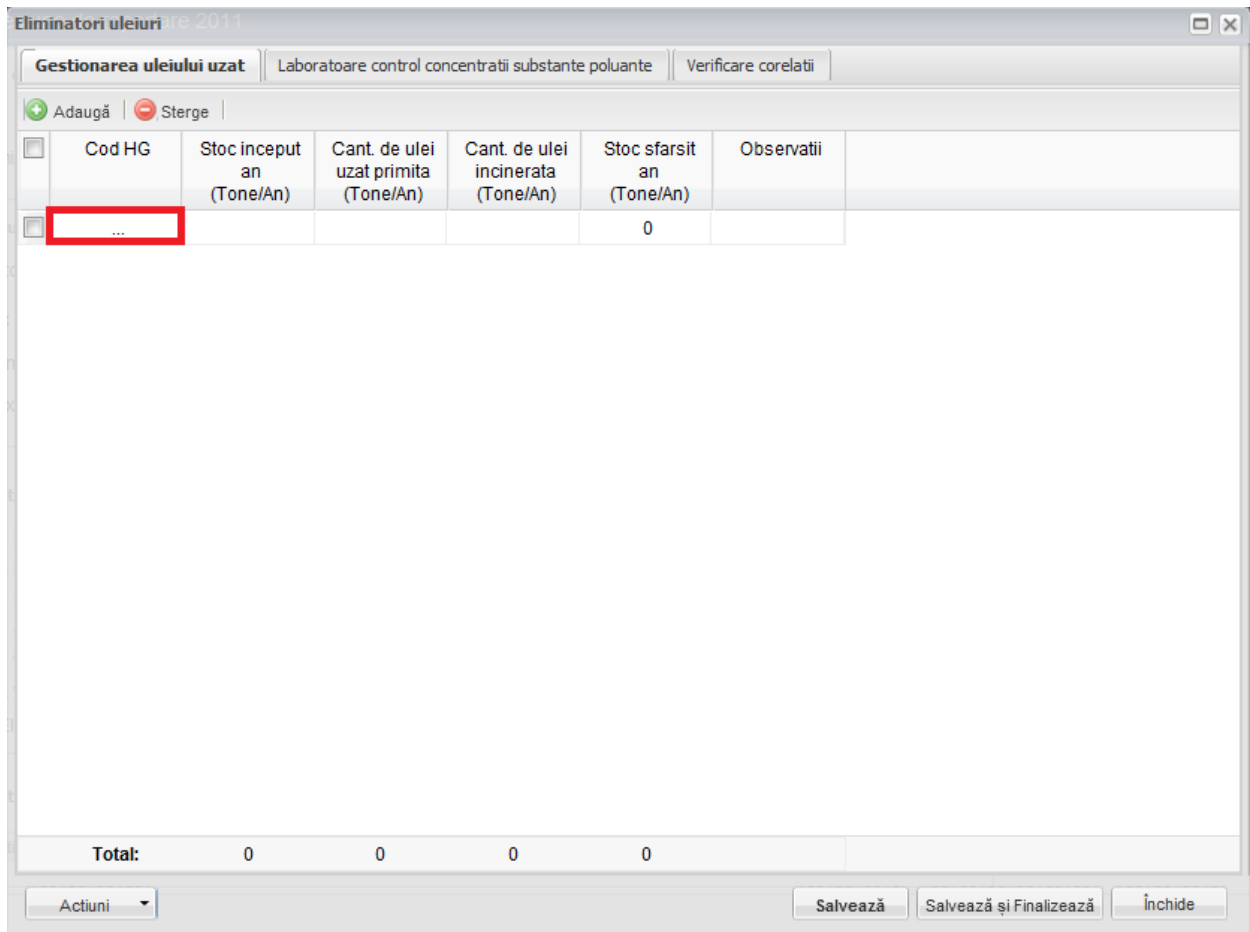 Eliminatori uleiuri re 2011
Gestionarea uleiului uzat Laboratoare control concentratii substante poluante Verificare corelatii
Adaugă Sterge
Cod HG Stoc inceput an (Tone/An) Cant. de ulei uzat primita (Tone/An) Cant. de ulei incinerata (Tone/An) Stoc sfarsit an (Tone/An) Observatii
... 0
Total: 0 0 0 0
Actiuni Salvează Salvează și Finalizează Închide